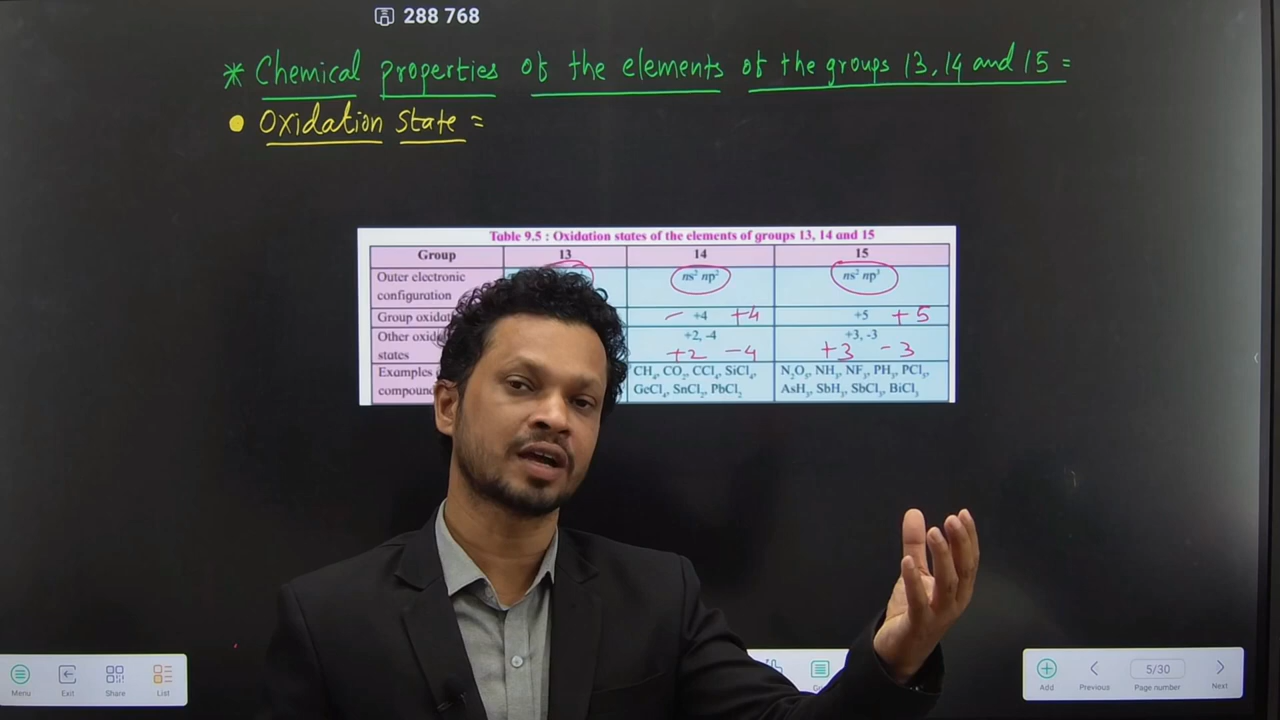 288 768
* Chemical properties of the elements of the groups 13, 14 and 15 =
• Oxidation state =
Table 9.5 : Oxidation states of the elements of groups 13, 14 and 15
Group 13 14 15
Outer electronic configuration ns² np² ns² np³
Group +4 +4 +5 +5
Other states +2, -4 +3, -3
+2 -4 +3 -3
Examples CH₄, CO₂, CCl₄, SiCl₄, N₂O₅, NH₃, NF₃, PH₃, PCl₅,
GeCl₄, SnCl₂, PbCl₂ AsH₃, SbH₃, SbCl₃, BiCl₃
Menu Exit Share List Add Previous 5/30 Page number Next